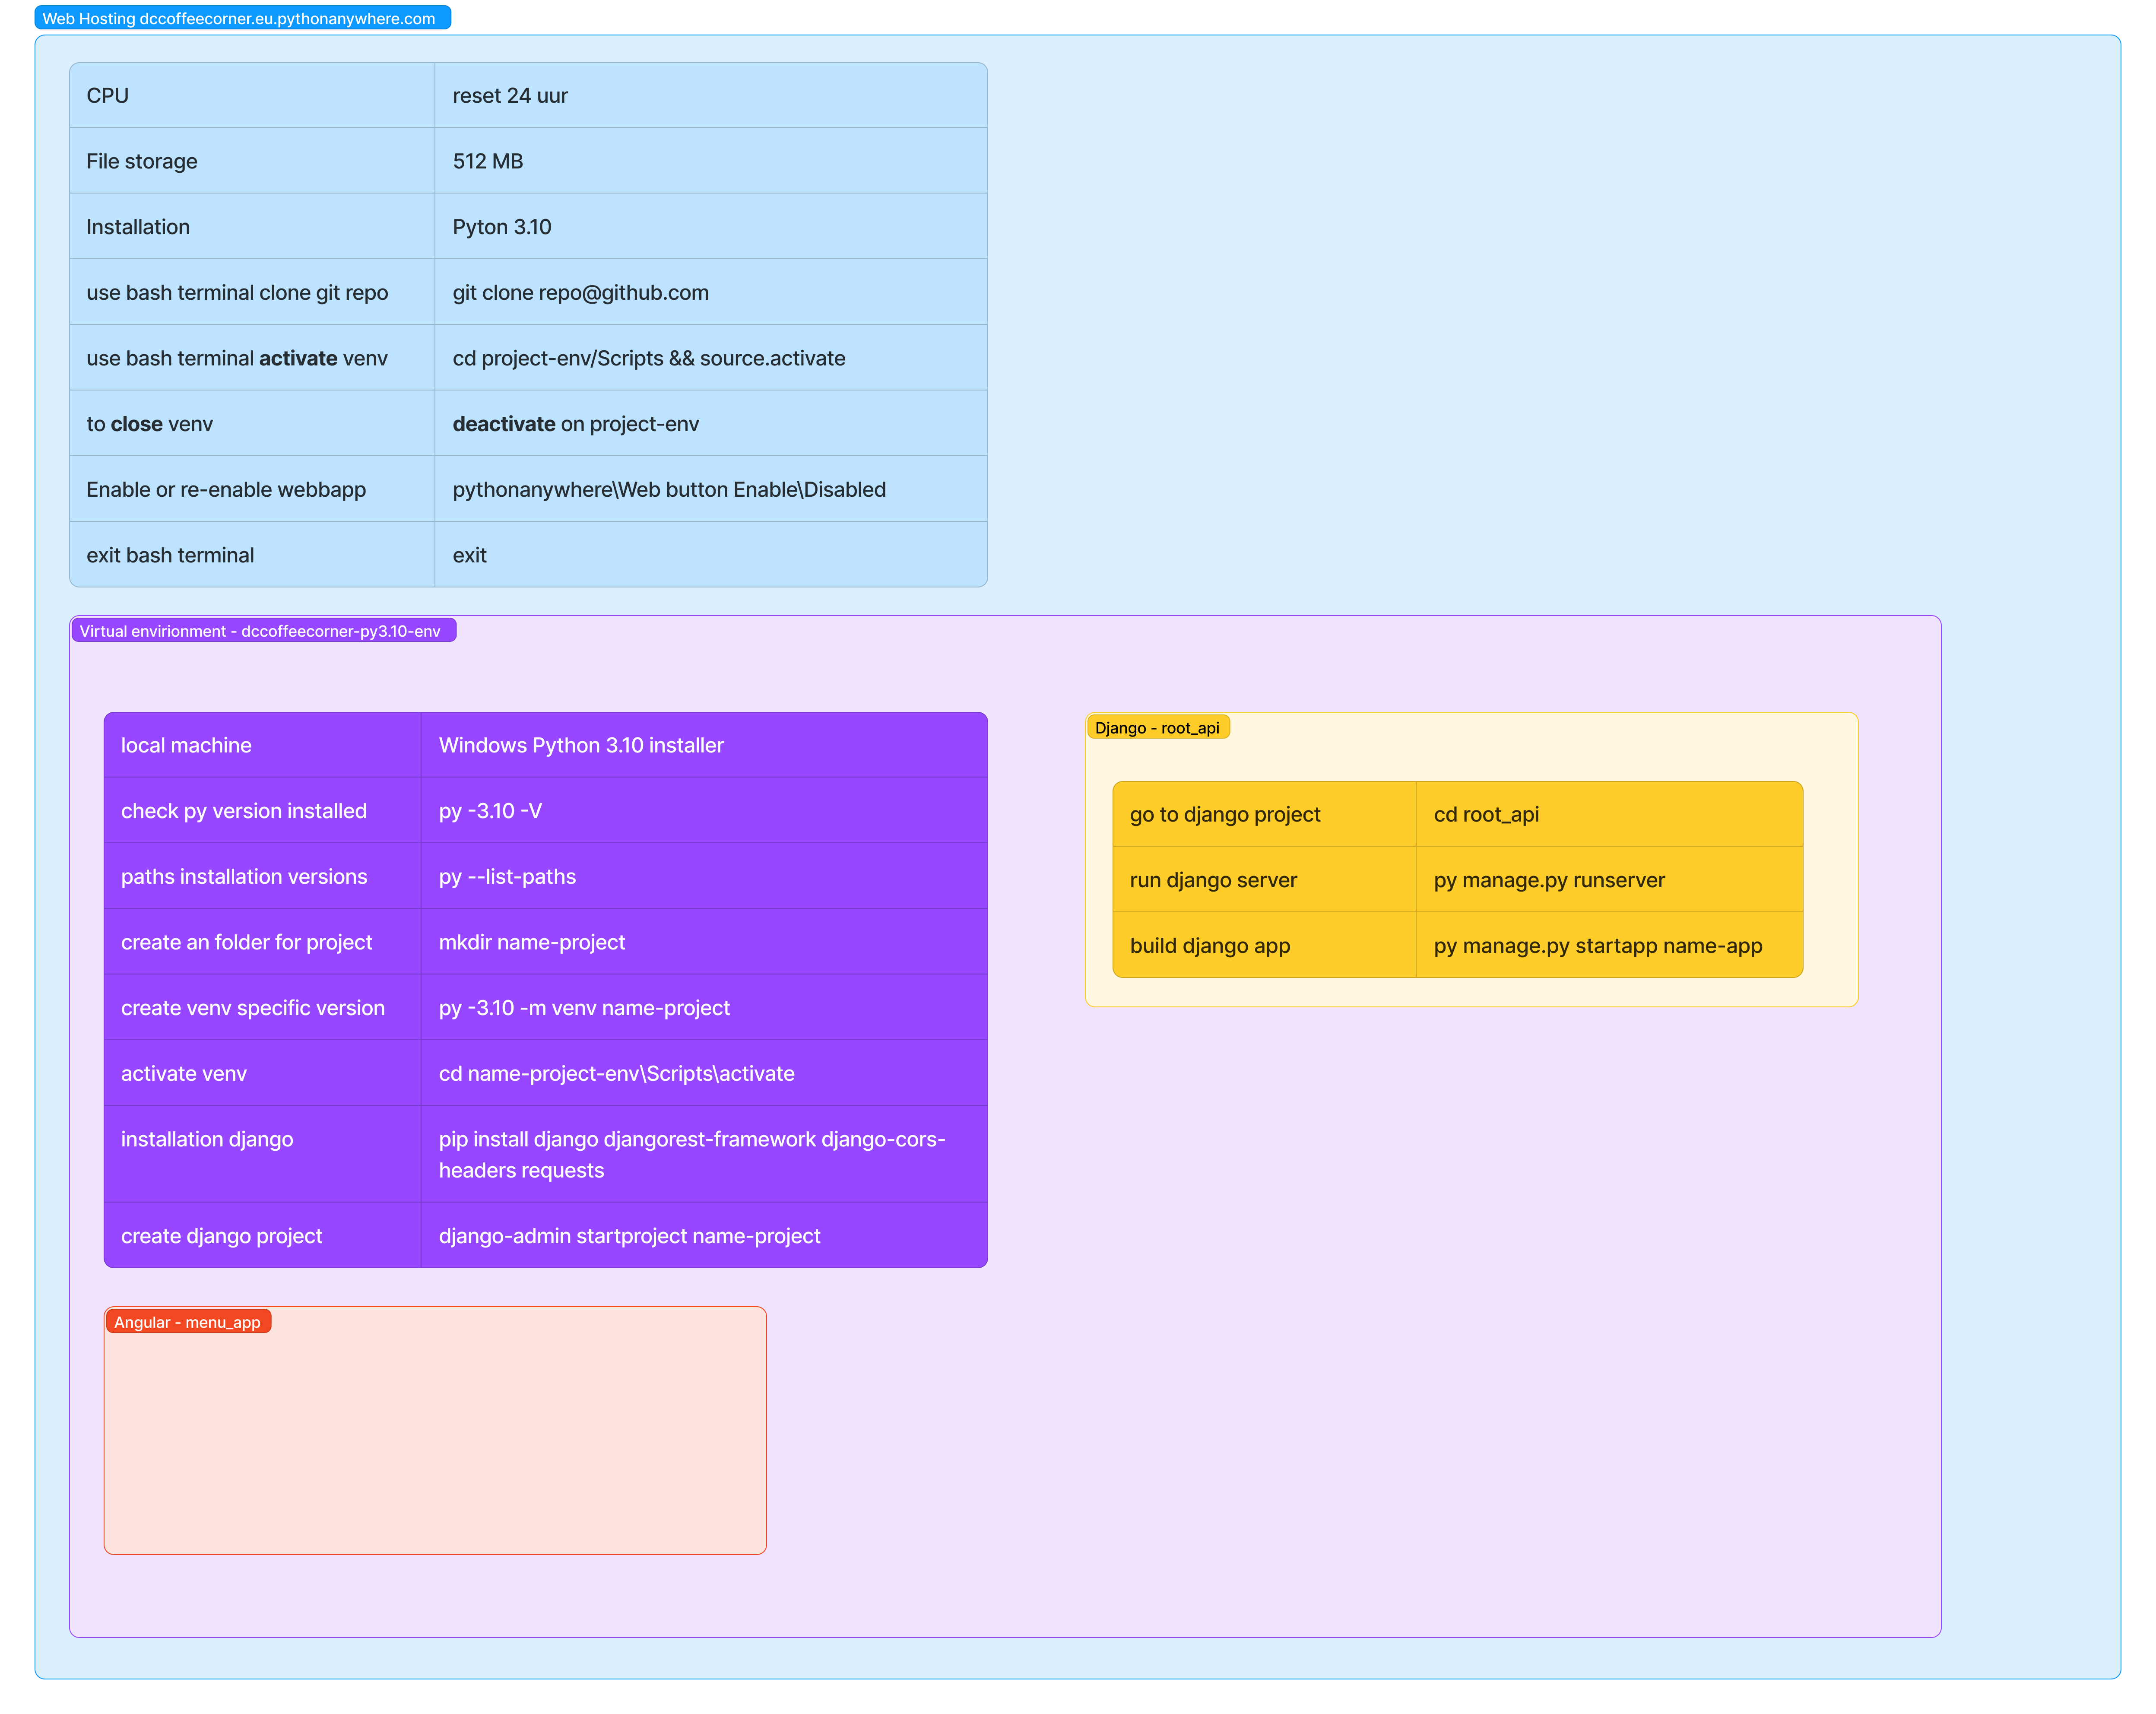 Web Hosting dccoffeecorner.eu.pythonanywhere.com
CPU
reset 24 uur
File storage
512 MB
Installation
Pyton 3.10
use bash terminal clone git repo
git clone repo@github.com
use bash terminal activate venv
cd project-env/Scripts && source.activate
to close venv
deactivate on project-env
Enable or re-enable webbapp
pythonanywhere\Web button Enable\Disabled
exit bash terminal
exit
Virtual envirionment - dccoffeecorner-py3.10-env
local machine
Windows Python 3.10 installer
check py version installed
py -3.10 -V
paths installation versions
py --list-paths
create an folder for project
mkdir name-project
create venv specific version
py -3.10 -m venv name-project
activate venv
cd name-project-env\Scripts\activate
installation django
pip install django djangorest-framework django-cors-
headers requests
create django project
django-admin startproject name-project
Django - root_api
go to django project
cd root_api
run django server
py manage.py runserver
build django app
py manage.py startapp name-app
Angular - menu_app